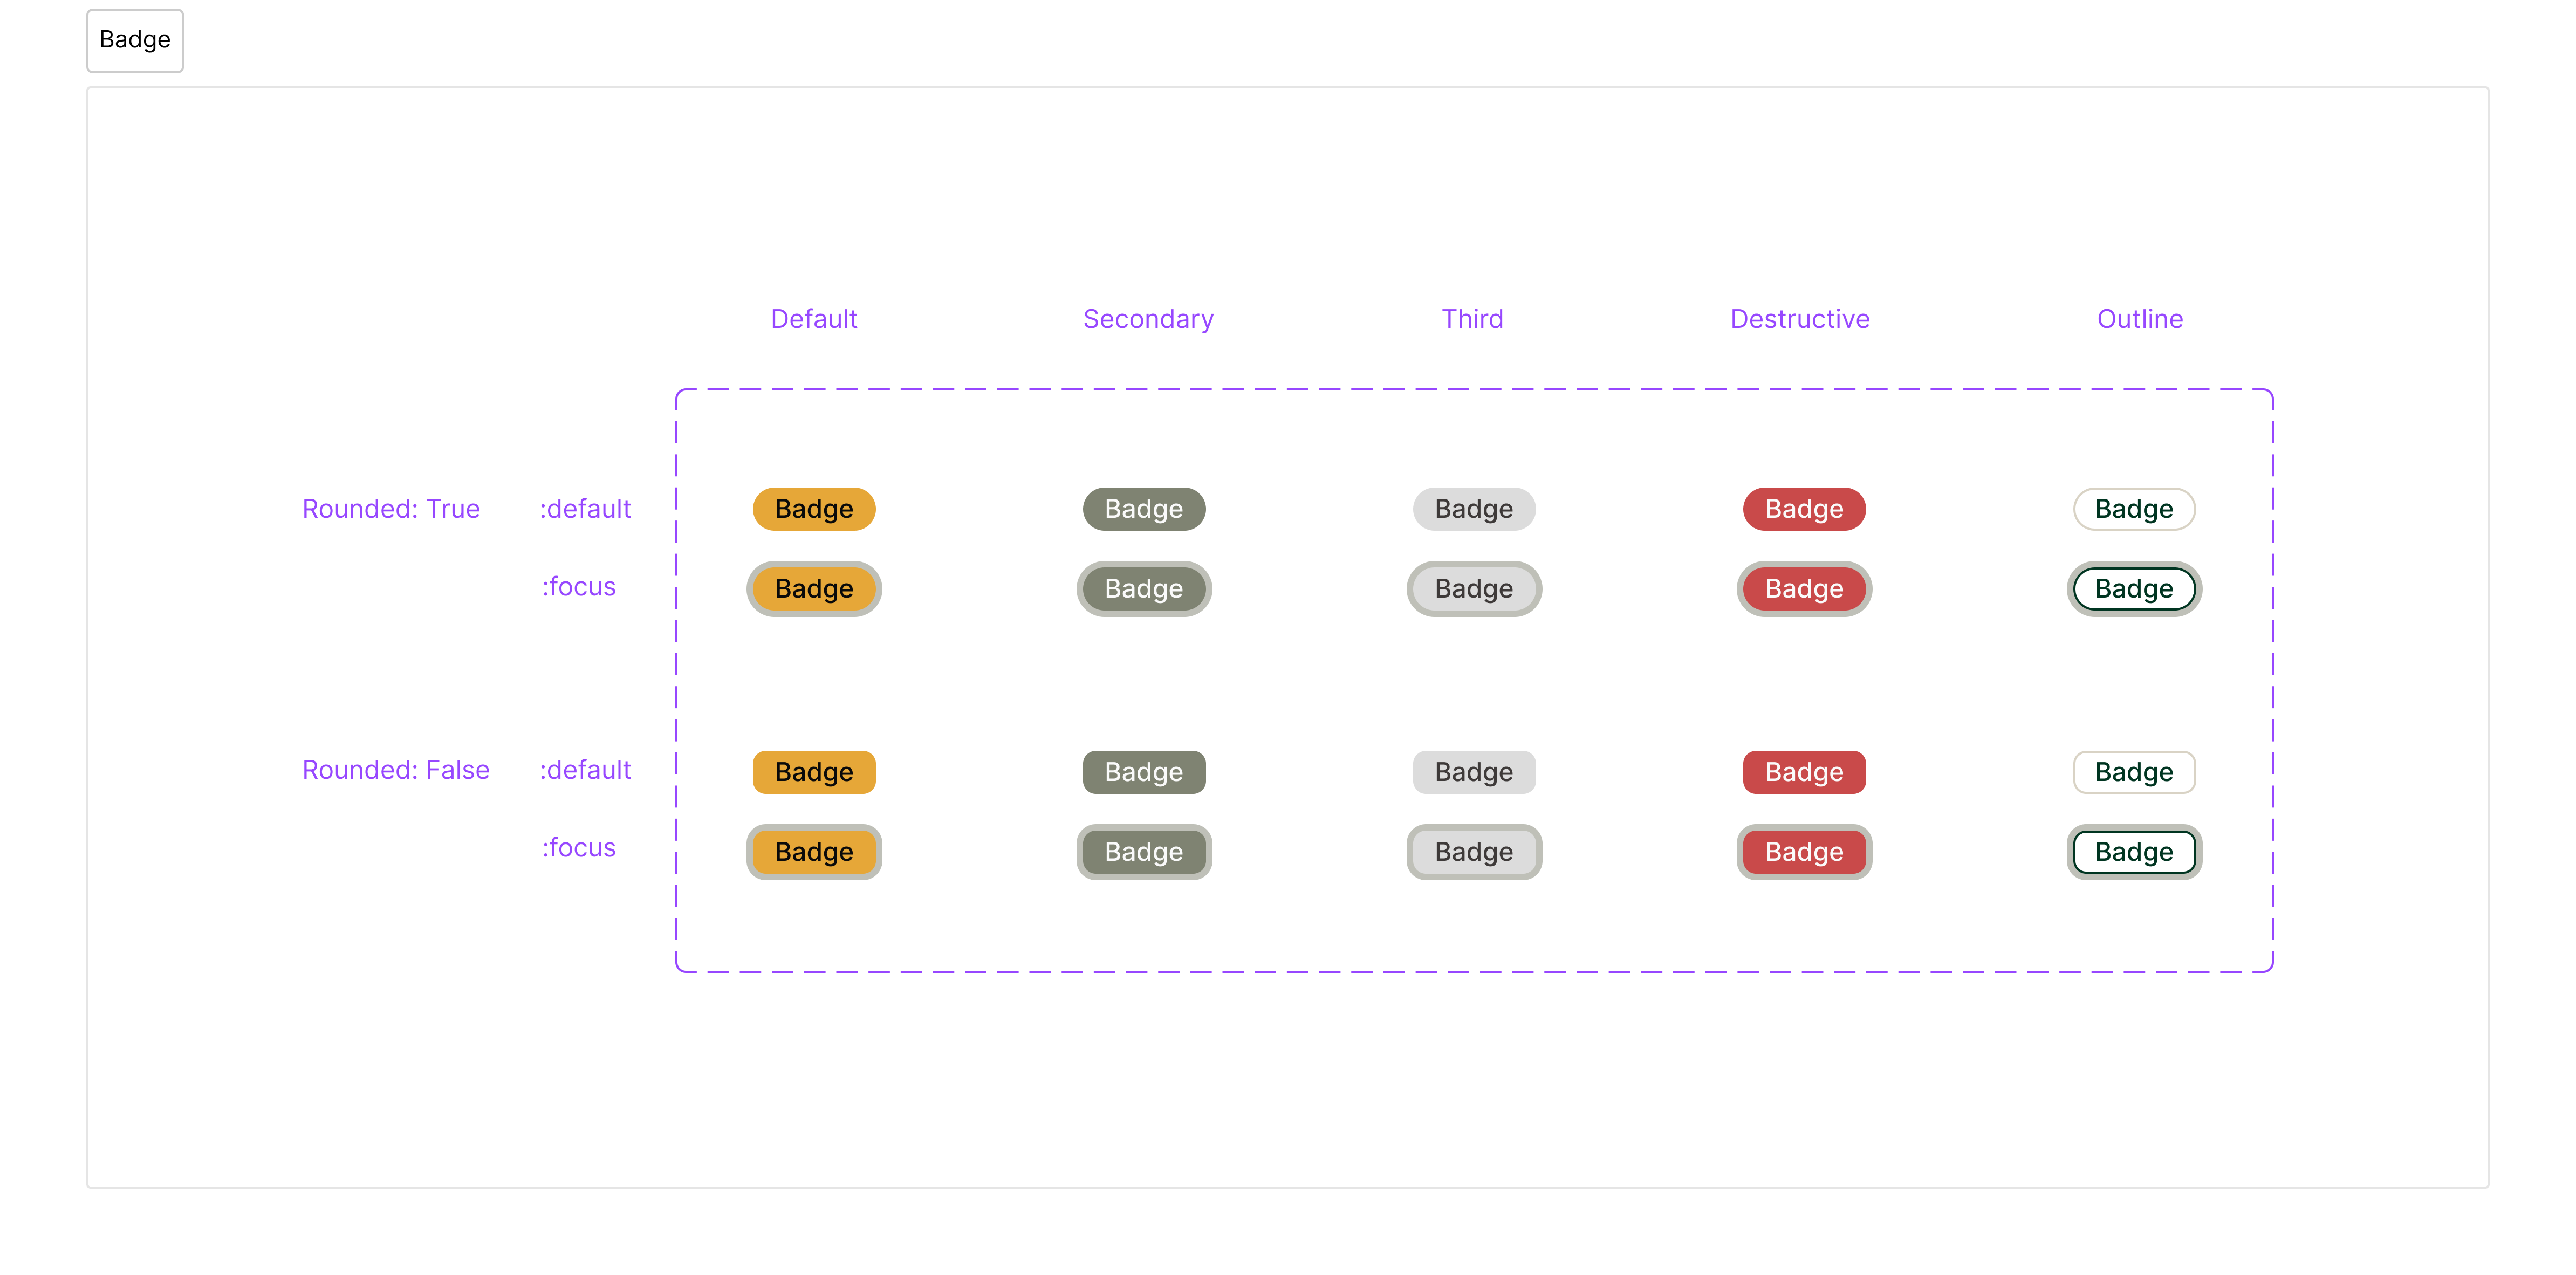 Badge
Default Secondary Third Destructive Outline
Rounded: True :default Badge Badge Badge Badge Badge
:focus Badge Badge Badge Badge Badge
Rounded: False :default Badge Badge Badge Badge Badge
:focus Badge Badge Badge Badge Badge